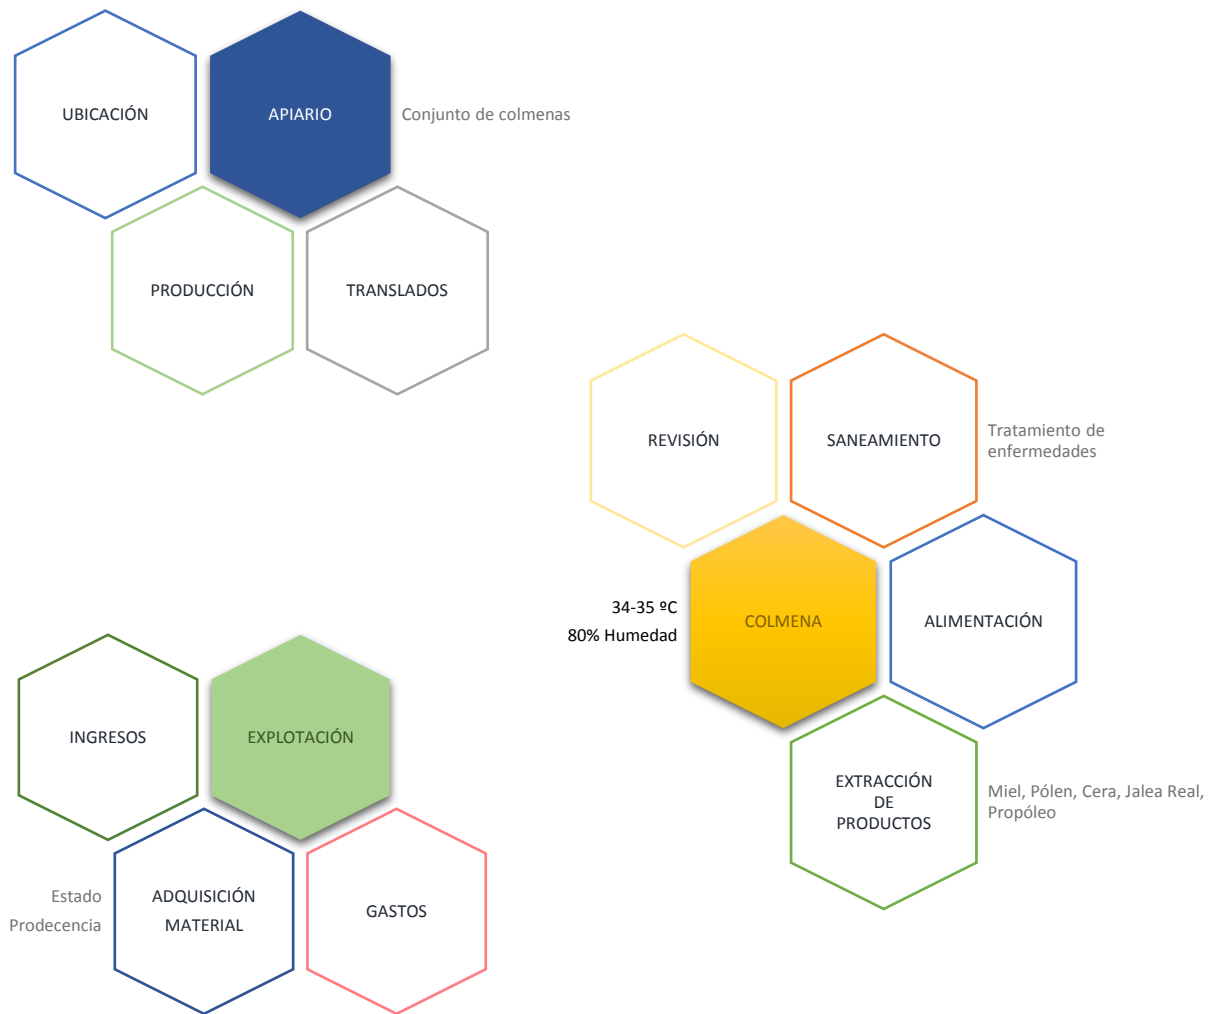 UBICACIÓN
APIARIO
Conjunto de colmenas
PRODUCCIÓN
TRANSLADOS
REVISIÓN
SANEAMIENTO
Tratamiento de
enfermedades
34-35 ºC
80% Humedad
COLMENA
ALIMENTACIÓN
EXTRACCIÓN
DE
PRODUCTOS
Miel, Pólen, Cera, Jalea Real,
Propóleo
INGRESOS
EXPLOTACIÓN
Estado
Prodecencia
ADQUISICIÓN
MATERIAL
GASTOS